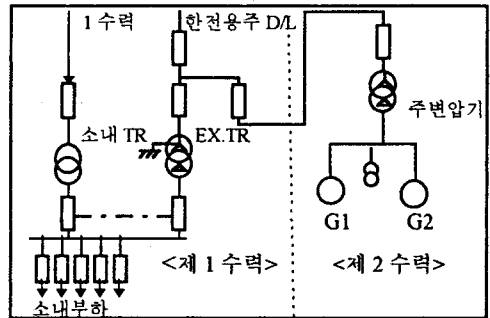 1 수력
한전용주 D/L
소내 TR
EX.TR
주변압기
G1
G2
<제 1 수력>
<제 2 수력>
소내부하